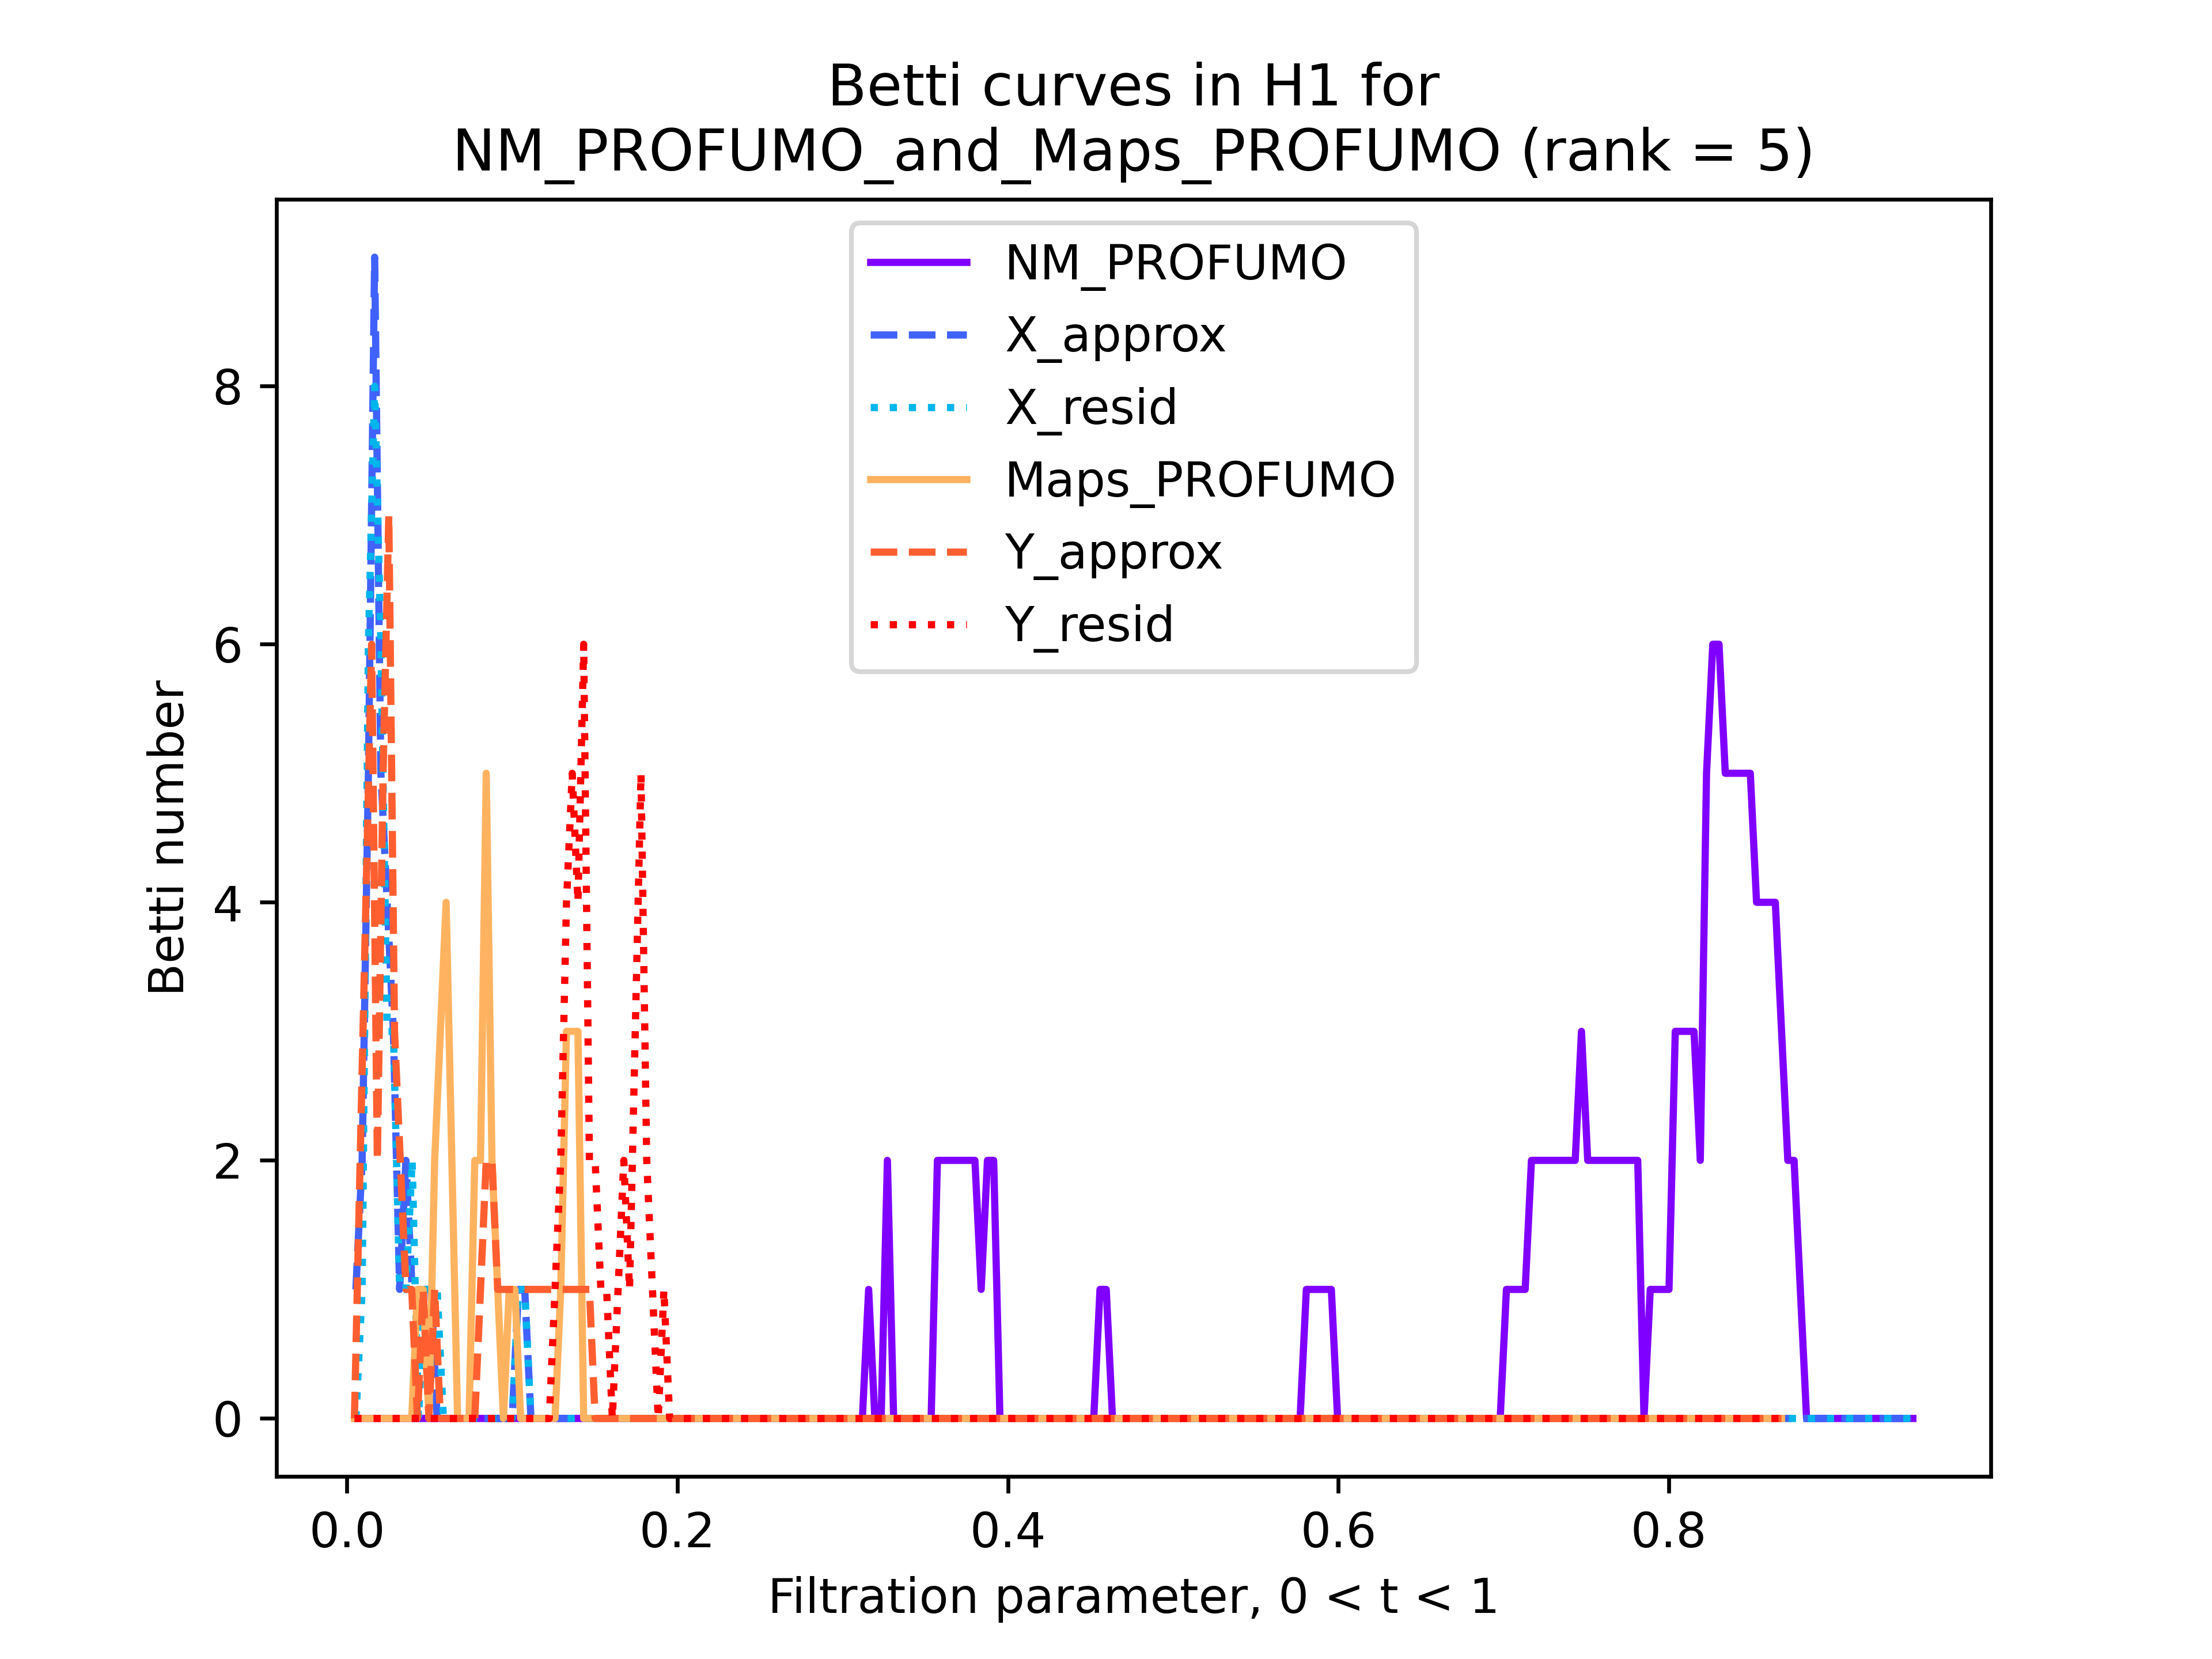 Betti curves in H1 for
NM_PROFUMO_and_Maps_PROFUMO (rank = 5)
NM_PROFUMO
X_approx
X_resid
Maps_PROFUMO
Y_approx
Y_resid
Betti number
8
6
4
2
0
0.0 0.2 0.4 0.6 0.8
Filtration parameter, 0 < t < 1